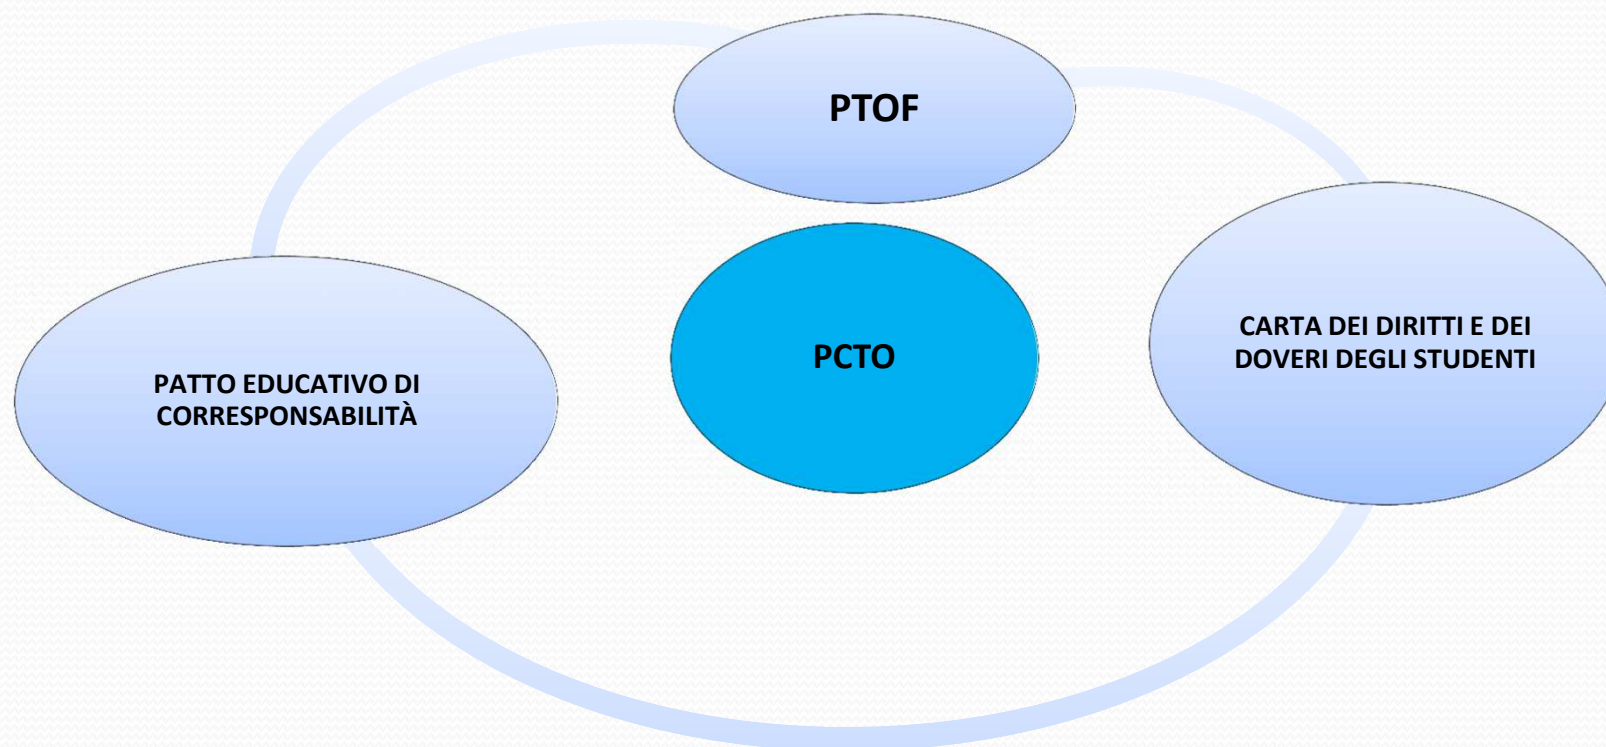 PTOF
PCTO
CARTA DEI DIRITTI E DEI
DOVERI DEGLI STUDENTI
PATTO EDUCATIVO DI
CORRESPONSABILITÀ